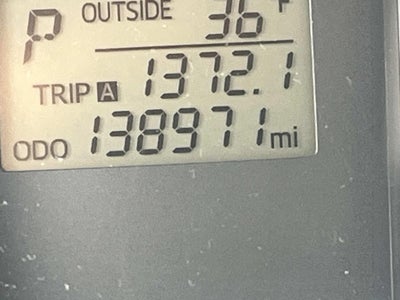 P OUTSIDE 36°F
TRIP A 1372.1
ODO 138971 mi